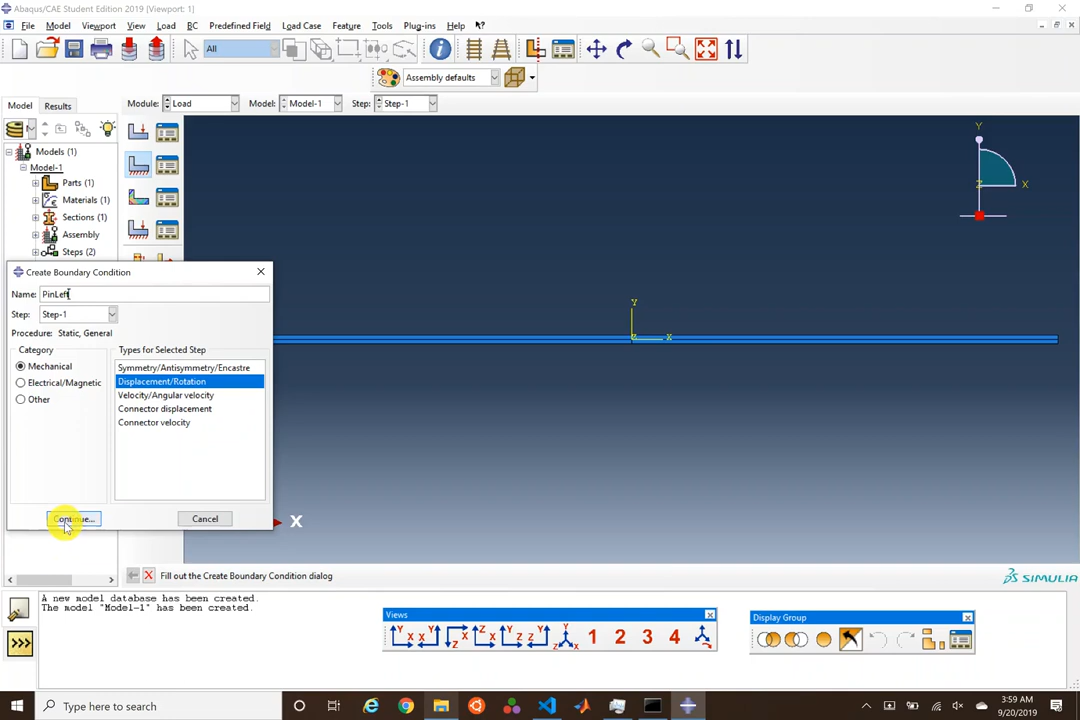 Abaqus/CAE Student Edition 2019 [Viewport: 1]
File Model Viewport View Load BC Predefined Field Load Case Feature Tools Plug-ins Help
All
Assembly defaults
Model Results
Module: Load Model: Model-1 Step: Step-1
Models (1)
Model-1
Parts (1)
Materials (1)
Sections (1)
Assembly
Steps (2)
Y
Z
X
Create Boundary Condition
Name: PinLeft
Step: Step-1
Procedure: Static, General
Category
Mechanical
Electrical/Magnetic
Other
Types for Selected Step
Symmetry/Antisymmetry/Encastre
Displacement/Rotation
Velocity/Angular velocity
Connector displacement
Connector velocity
Continue...
Cancel
Y
X
X
Fill out the Create Boundary Condition dialog
SIMULIA
A new model database has been created.
The model "Model-1" has been created.
Views
1 2 3 4
Display Group
Type here to search
3:59 AM
9/20/2019